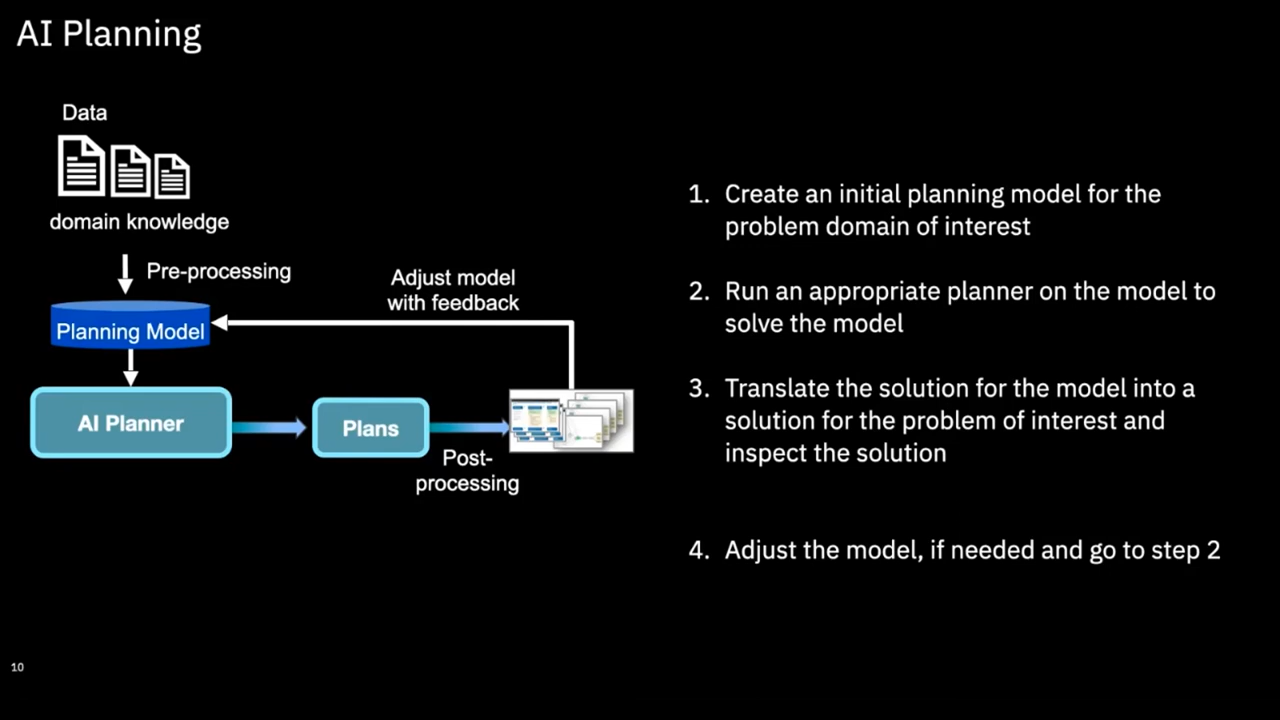 AI Planning
Data
domain knowledge
Pre-processing
Adjust model
with feedback
Planning Model
AI Planner
Plans
Post-
processing
1. Create an initial planning model for the
problem domain of interest
2. Run an appropriate planner on the model to
solve the model
3. Translate the solution for the model into a
solution for the problem of interest and
inspect the solution
4. Adjust the model, if needed and go to step 2
10